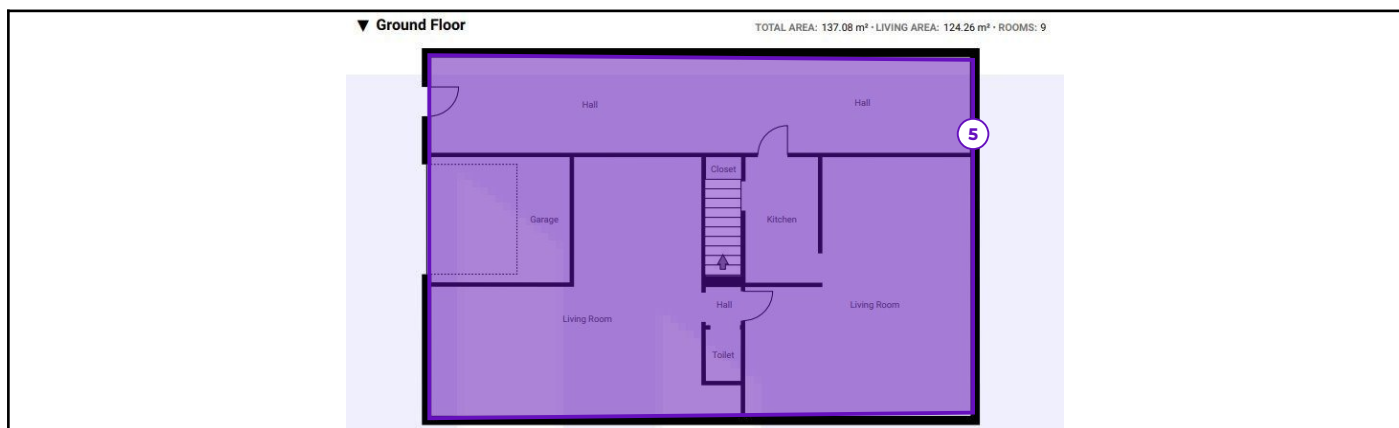 ▼ Ground Floor
TOTAL AREA: 137.08 m² · LIVING AREA: 124.26 m² · ROOMS: 9
Hall
Hall
5
Closet
Garage
Kitchen
Hall
Living Room
Living Room
Toilet